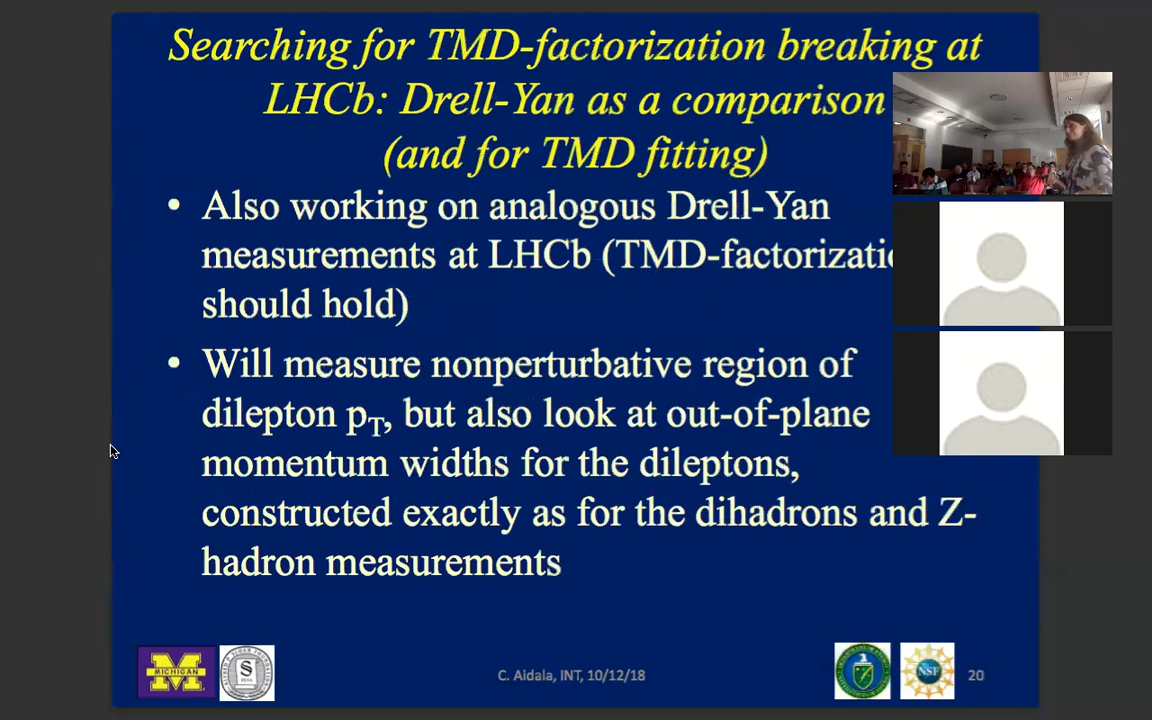 Searching for TMD-factorization breaking at
LHCb: Drell-Yan as a comparison
(and for TMD fitting)
• Also working on analogous Drell-Yan
measurements at LHCb (TMD-factorizatio
should hold)
• Will measure nonperturbative region of
dilepton pT, but also look at out-of-plane
momentum widths for the dileptons,
constructed exactly as for the dihadrons and Z-
hadron measurements
M
MICHIGAN
S
C. Aidala, INT, 10/12/18
NSF
20